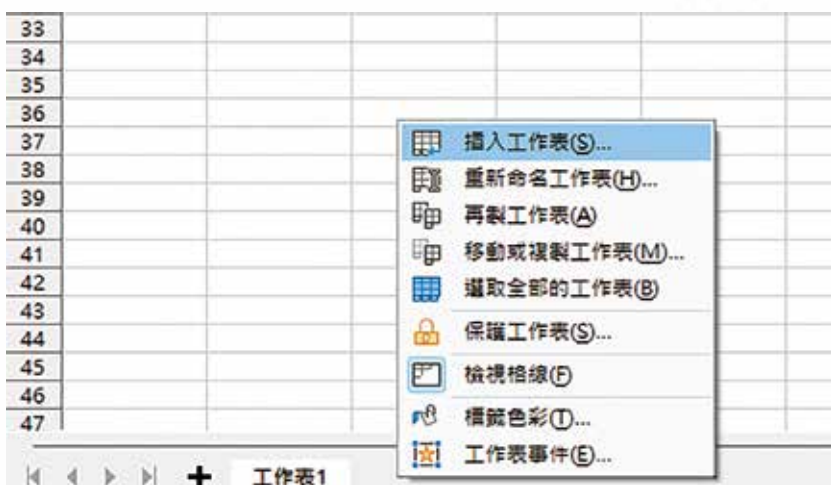 33
34
35
36
37
38
39
40
41
42
43
44
45
46
47
插入工作表(S)...
重新命名工作表(H)...
再製工作表(A)
移動或複製工作表(M)...
選取全部的工作表(B)
保護工作表(S)...
檢視格線(F)
標籤色彩(T)...
工作表事件(E)...
工作表1